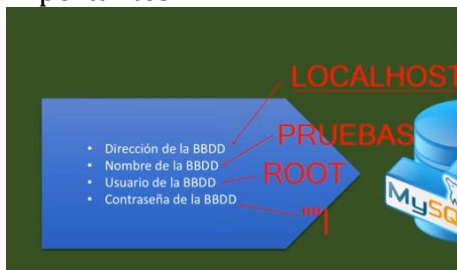 LOCALHOST
• Dirección de la BBDD
• Nombre de la BBDD
PRUEBAS
• Usuario de la BBDD
ROOT
• Contraseña de la BBDD
""
MySQ